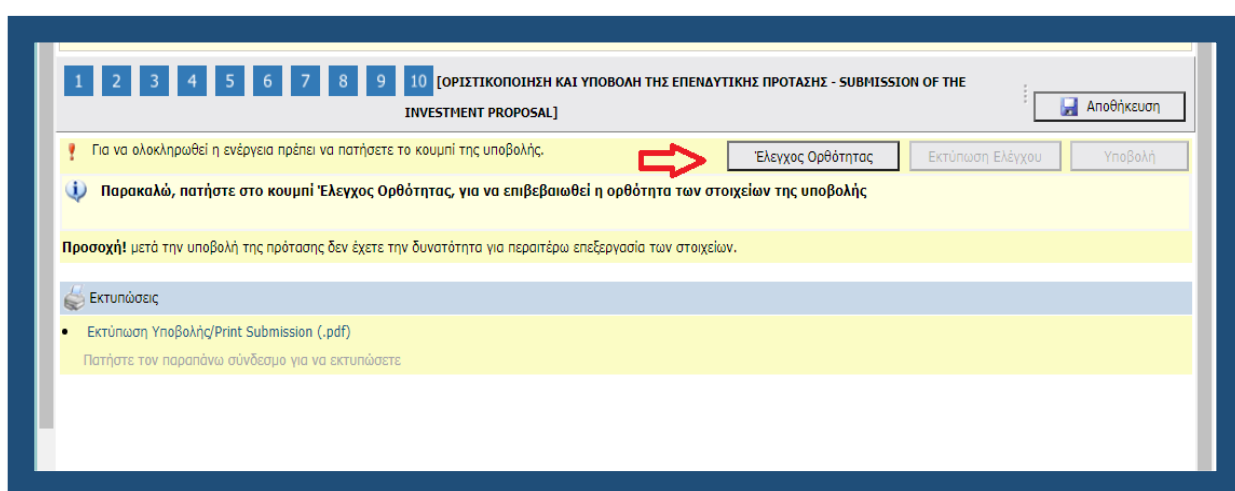 1 2 3 4 5 6 7 8 9 10 [ΟΡΙΣΤΙΚΟΠΟΙΗΣΗ ΚΑΙ ΥΠΟΒΟΛΗ ΤΗΣ ΕΠΕΝΔΥΤΙΚΗΣ ΠΡΟΤΑΣΗΣ - SUBMISSION OF THE
INVESTMENT PROPOSAL]
Αποθήκευση
Για να ολοκληρωθεί η ενέργεια πρέπει να πατήσετε το κουμπί της υποβολής.
Έλεγχος Ορθότητας
Εκτύπωση Ελέγχου
Υποβολή
Παρακαλώ, πατήστε στο κουμπί Έλεγχος Ορθότητας, για να επιβεβαιωθεί η ορθότητα των στοιχείων της υποβολής
Προσοχή! μετά την υποβολή της πρότασης δεν έχετε την δυνατότητα για περαιτέρω επεξεργασία των στοιχείων.
Εκτυπώσεις
• Εκτύπωση Υποβολής/Print Submission (.pdf)
Πατήστε τον παραπάνω σύνδεσμο για να εκτυπώσετε